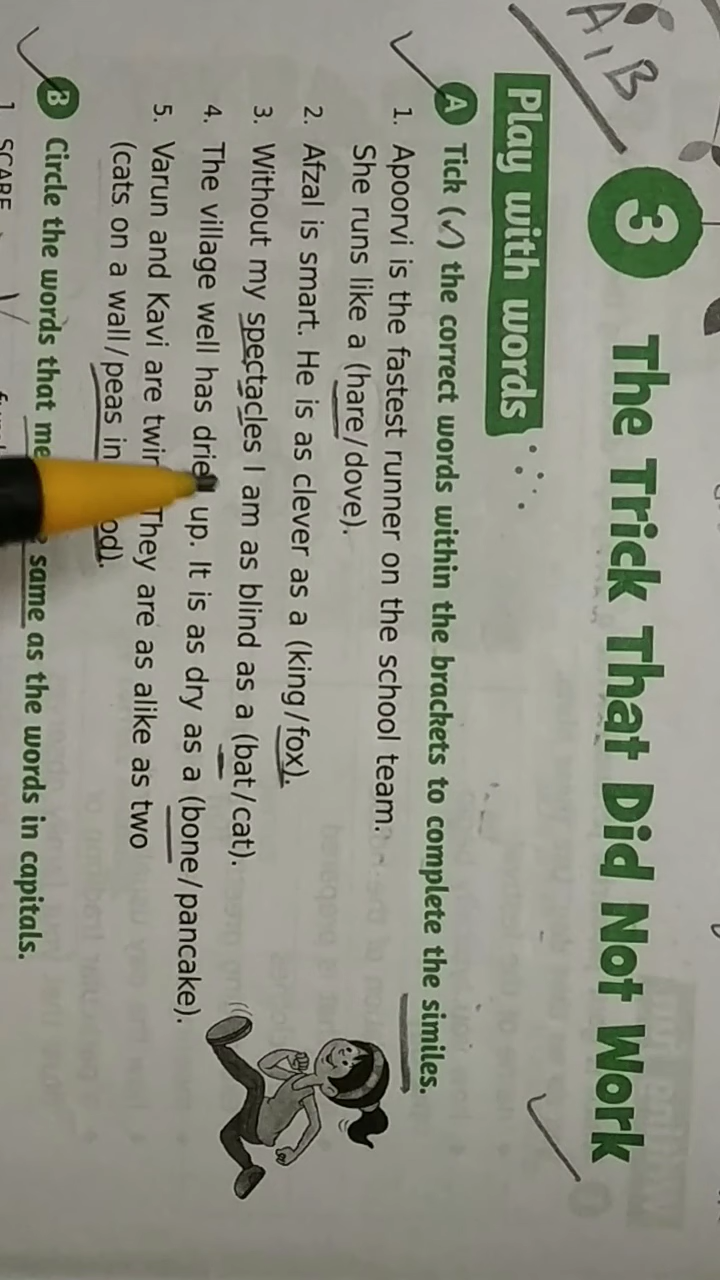 A, B
3 The Trick That Did Not Work
Play with words
A Tick (✓) the correct words within the brackets to complete the similes.
1. Apoorvi is the fastest runner on the school team.
She runs like a (hare/dove).
2. Afzal is smart. He is as clever as a (king/fox).
3. Without my spectacles I am as blind as a (bat/cat).
4. The village well has drie up. It is as dry as a (bone/pancake).
5. Varun and Kavi are They are as alike as two
(cats on a wall/peas in
B Circle the words that same as the words in capitals.
1. SCARE